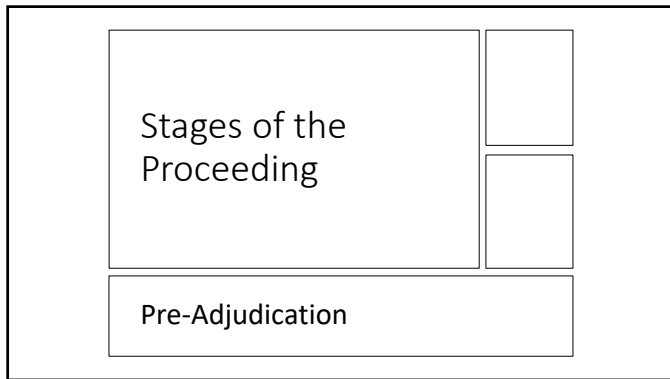 Stages of the
Proceeding
Pre-Adjudication